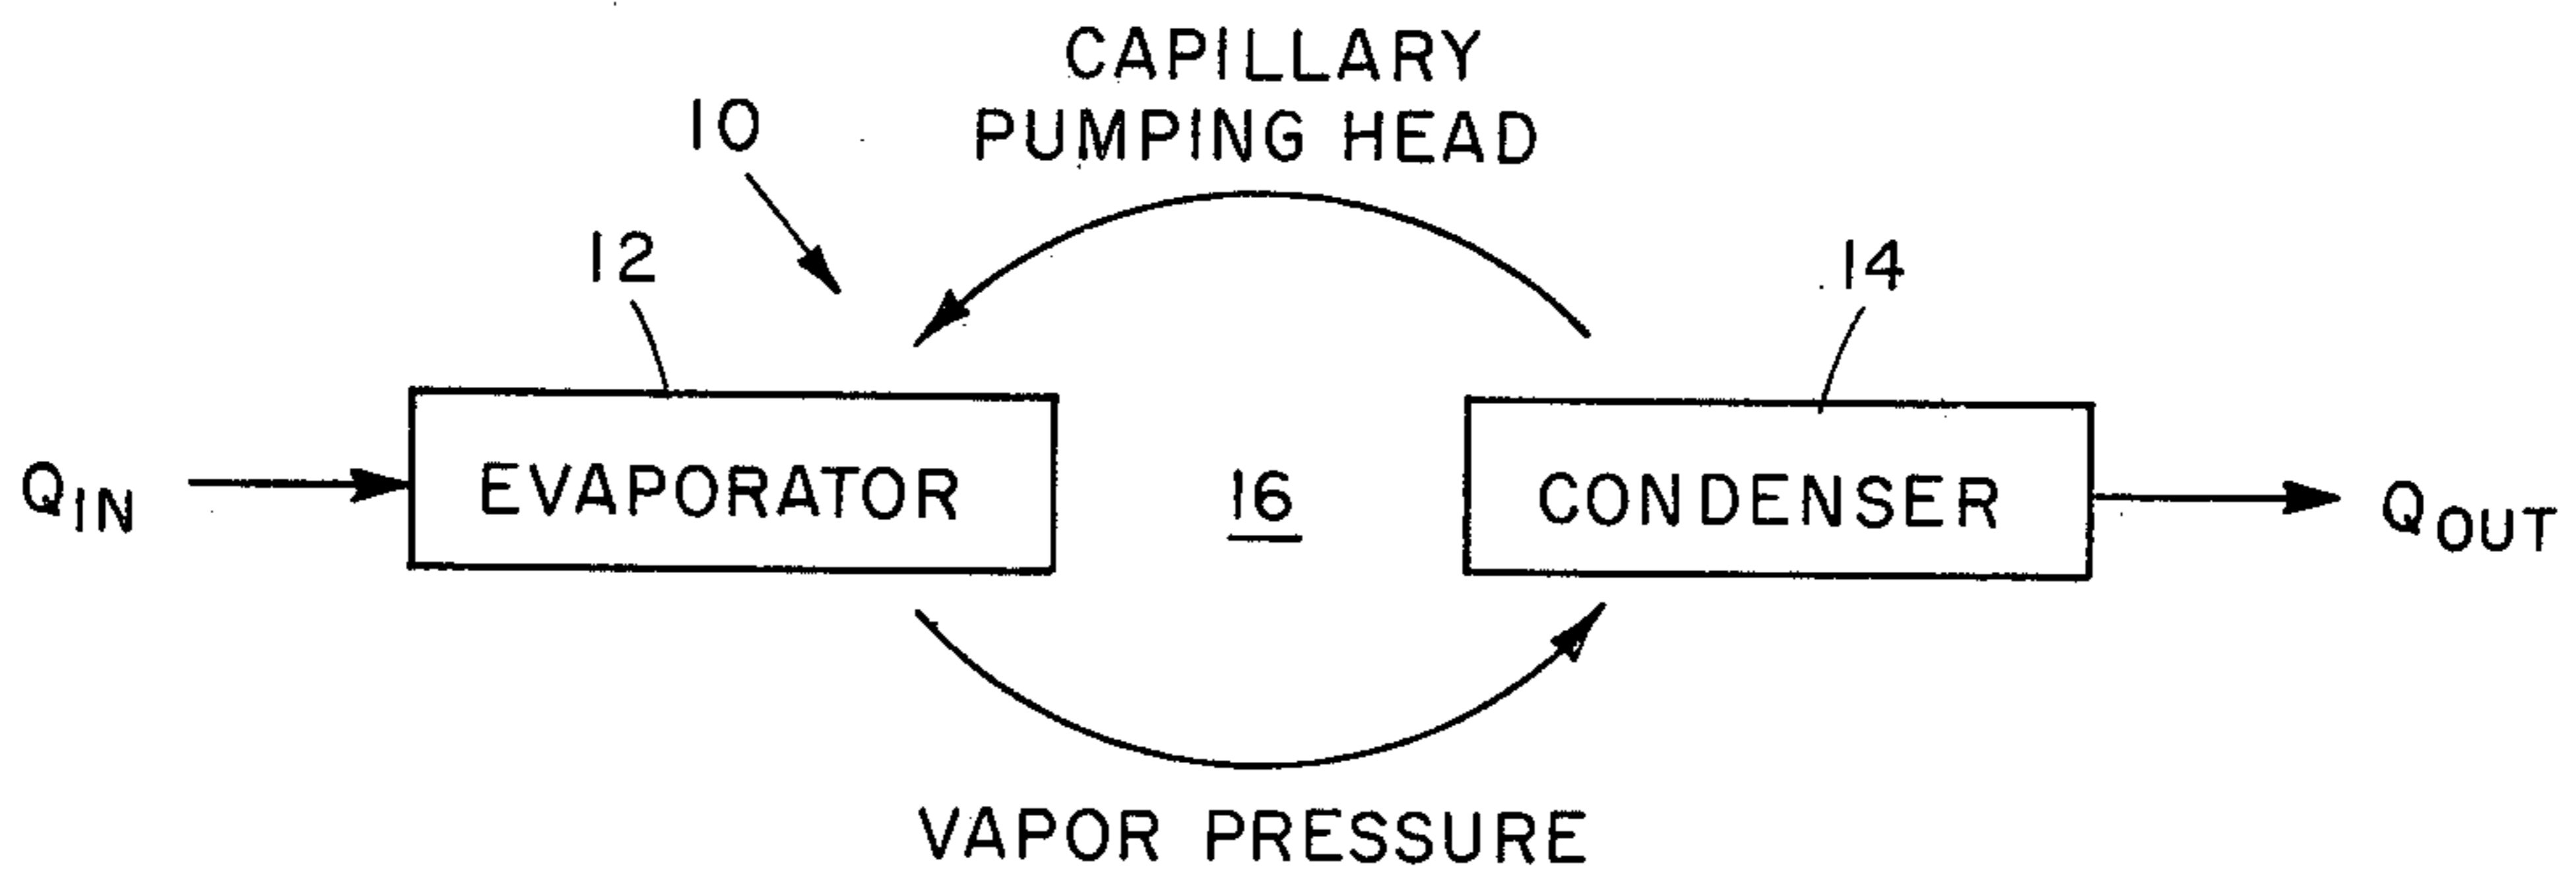 CAPILLARY
PUMPING HEAD
10
12
14
QIN
EVAPORATOR
16
CONDENSER
QOUT
VAPOR PRESSURE